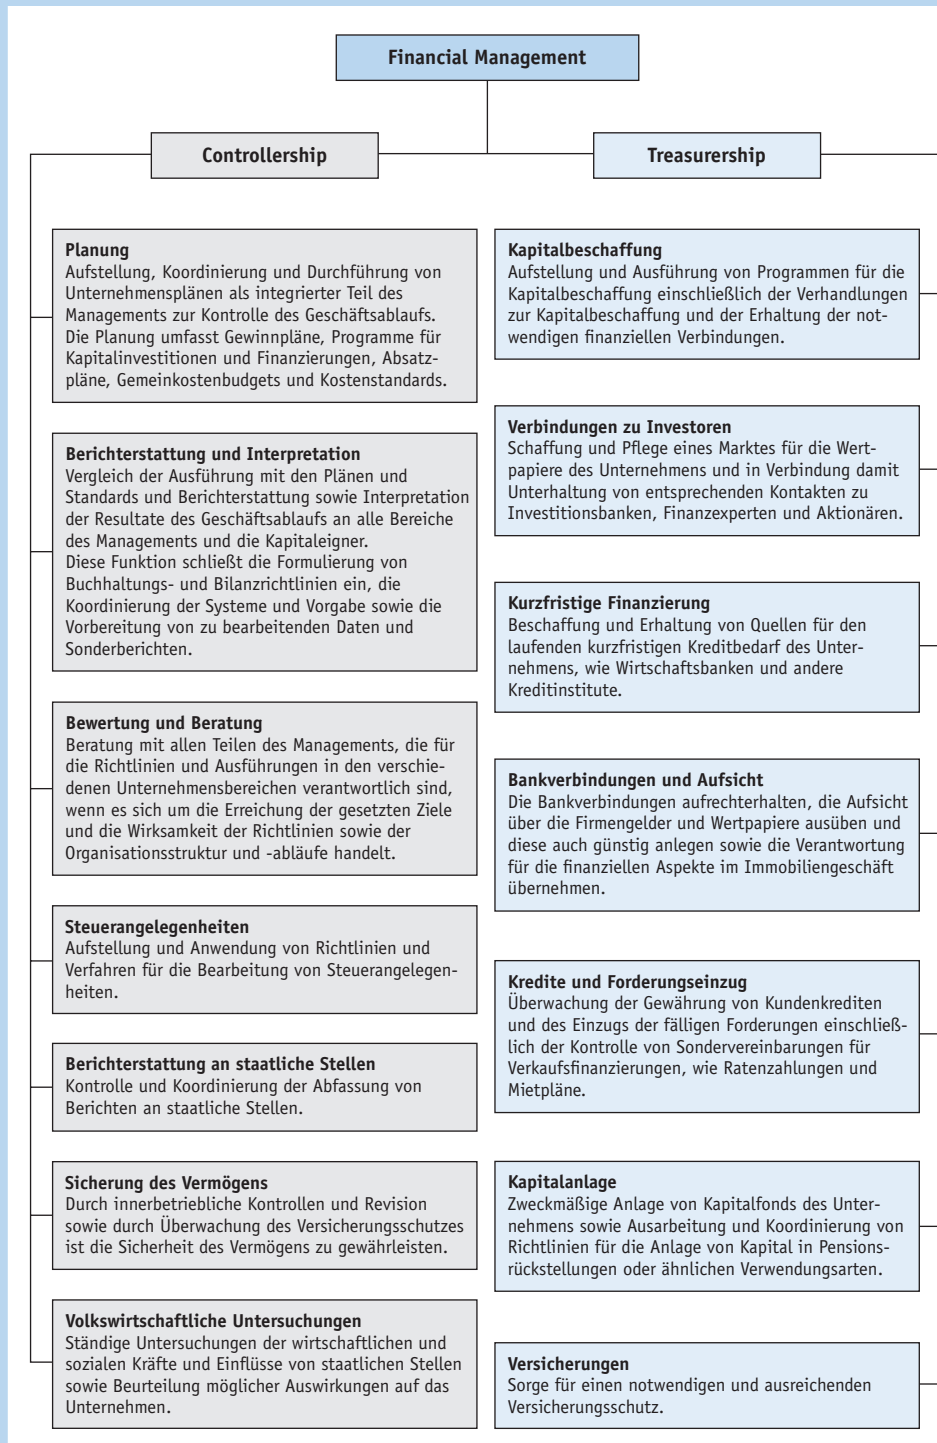 Financial Management
Controllership
Treasurership
Planung
Aufstellung, Koordinierung und Durchführung von
Unternehmensplänen als integrierter Teil des
Managements zur Kontrolle des Geschäftsablaufs.
Die Planung umfasst Gewinnpläne, Programme für
Kapitalinvestitionen und Finanzierungen, Absatz-
pläne, Gemeinkostenbudgets und Kostenstandards.
Berichterstattung und Interpretation
Vergleich der Ausführung mit den Plänen und
Standards und Berichterstattung sowie Interpretation
der Resultate des Geschäftsablaufs an alle Bereiche
des Managements und die Kapitaleigner.
Diese Funktion schließt die Formulierung von
Buchhaltungs- und Bilanzrichtlinien ein, die
Koordinierung der Systeme und Vorgabe sowie die
Vorbereitung von zu bearbeitenden Daten und
Sonderberichten.
Bewertung und Beratung
Beratung mit allen Teilen des Managements, die für
die Richtlinien und Ausführungen in den verschie-
denen Unternehmensbereichen verantwortlich sind,
wenn es sich um die Erreichung der gesetzten Ziele
und die Wirksamkeit der Richtlinien sowie der
Organisationsstruktur und -abläufe handelt.
Steuerangelegenheiten
Aufstellung und Anwendung von Richtlinien und
Verfahren für die Bearbeitung von Steuerangelegen-
heiten.
Berichterstattung an staatliche Stellen
Kontrolle und Koordinierung der Abfassung von
Berichten an staatliche Stellen.
Sicherung des Vermögens
Durch innerbetriebliche Kontrollen und Revision
sowie durch Überwachung des Versicherungsschutzes
ist die Sicherheit des Vermögens zu gewährleisten.
Volkswirtschaftliche Untersuchungen
Ständige Untersuchungen der wirtschaftlichen und
sozialen Kräfte und Einflüsse von staatlichen Stellen
sowie Beurteilung möglicher Auswirkungen auf das
Unternehmen.
Kapitalbeschaffung
Aufstellung und Ausführung von Programmen für die
Kapitalbeschaffung einschließlich der Verhandlungen
zur Kapitalbeschaffung und der Erhaltung der not-
wendigen finanziellen Verbindungen.
Verbindungen zu Investoren
Schaffung und Pflege eines Marktes für die Wert-
papiere des Unternehmens und in Verbindung damit
Unterhaltung von entsprechenden Kontakten zu
Investitionsbanken, Finanzexperten und Aktionären.
Kurzfristige Finanzierung
Beschaffung und Erhaltung von Quellen für den
laufenden kurzfristigen Kreditbedarf des Unter-
nehmens, wie Wirtschaftsbanken und andere
Kreditinstitute.
Bankverbindungen und Aufsicht
Die Bankverbindungen aufrechterhalten, die Aufsicht
über die Firmengelder und Wertpapiere ausüben und
diese auch günstig anlegen sowie die Verantwortung
für die finanziellen Aspekte im Immobiliengeschäft
übernehmen.
Kredite und Forderungseinzug
Überwachung der Gewährung von Kundenkrediten
und des Einzugs der fälligen Forderungen einschließ-
lich der Kontrolle von Sondervereinbarungen für
Verkaufsfinanzierungen, wie Ratenzahlungen und
Mietpläne.
Kapitalanlage
Zweckmäßige Anlage von Kapitalfonds des Unter-
nehmens sowie Ausarbeitung und Koordinierung von
Richtlinien für die Anlage von Kapital in Pensions-
rückstellungen oder ähnlichen Verwendungsarten.
Versicherungen
Sorge für einen notwendigen und ausreichenden
Versicherungsschutz.